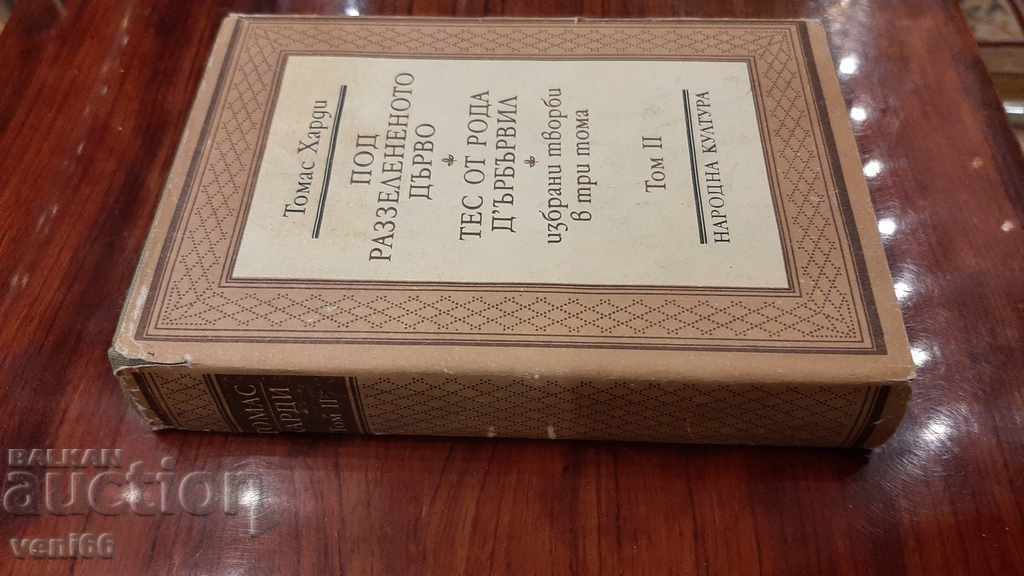 Томас Харди
ПОД
РАЗЗЕЛЕНЕНОТО
ДЪРВО
ТЕС ОТ РОДА
Д'ЪРБЪРВИЛ
избрани творби
в три тома
Том II
НАРОДНА КУЛТУРА
ТОМАС
ХАРДИ
Том II
BALKAN
auction
veni66